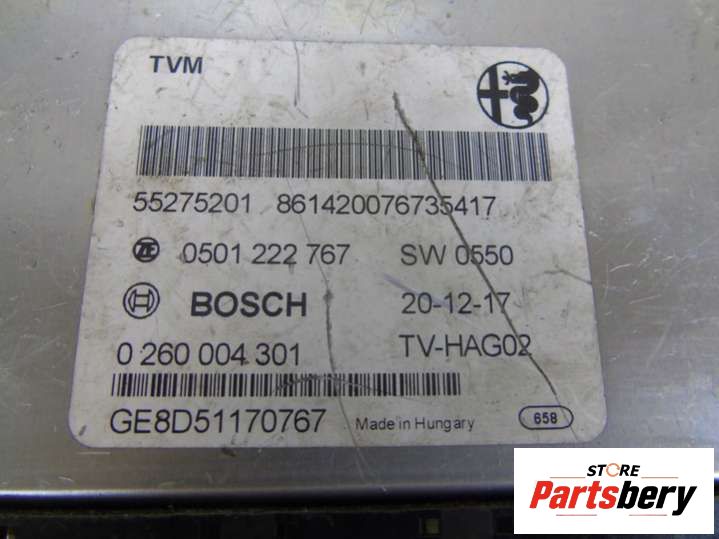 TVM
55275201 861420076735417
ZF 0501 222 767 SW 0550
BOSCH 20-12-17
0 260 004 301 TV-HAG02
GE8D51170767 Made in Hungary 658
STORE
Partsbery